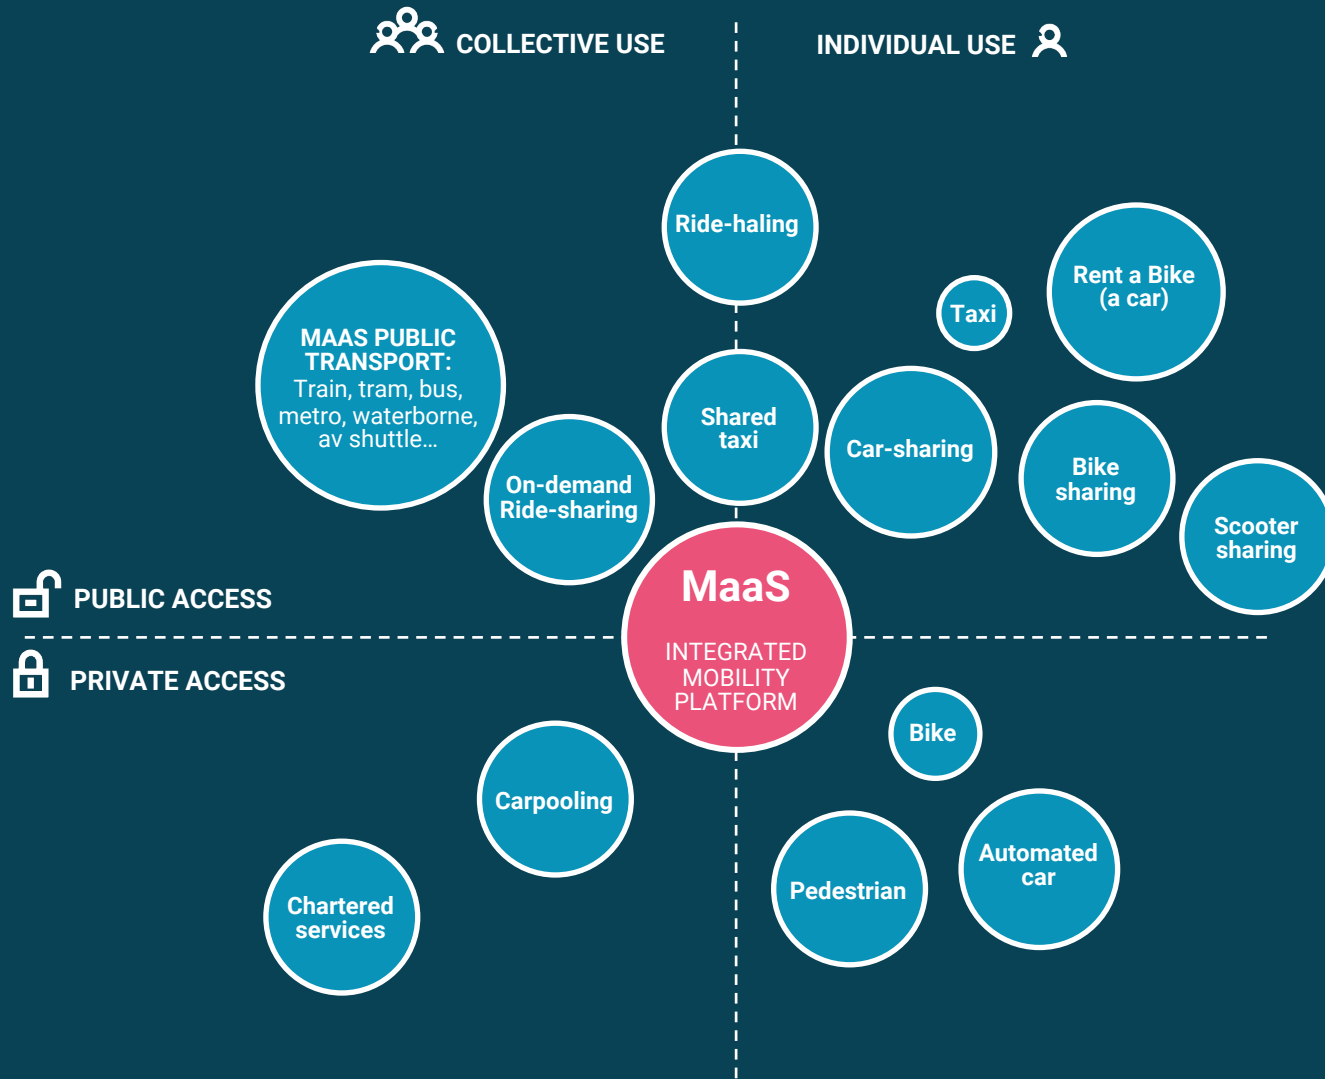 COLLECTIVE USE
INDIVIDUAL USE
Ride-haling
Rent a Bike
(a car)
Taxi
MAAS PUBLIC
TRANSPORT:
Train, tram, bus,
metro, waterborne,
av shuttle...
Shared
taxi
Car-sharing
Bike
sharing
On-demand
Ride-sharing
Scooter
sharing
MaaS
INTEGRATED
MOBILITY
PLATFORM
PUBLIC ACCESS
PRIVATE ACCESS
Bike
Carpooling
Automated
car
Pedestrian
Chartered
services